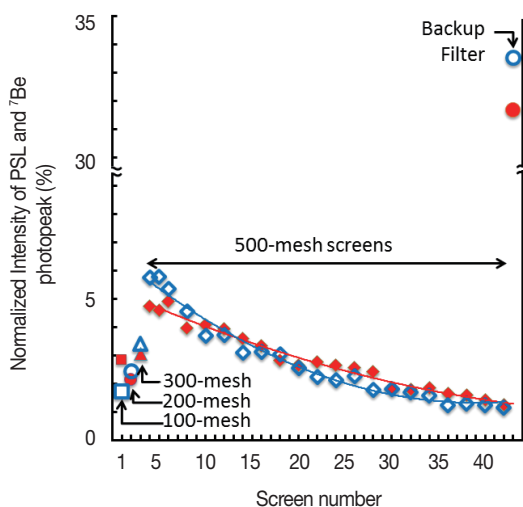 35
Backup
Filter
30
500-mesh screens
5
300-mesh
200-mesh
100-mesh
0
1 5 10 15 20 25 30 35 40
Screen number
Normalized Intensity of PSL and ⁷Be
photopeak (%)